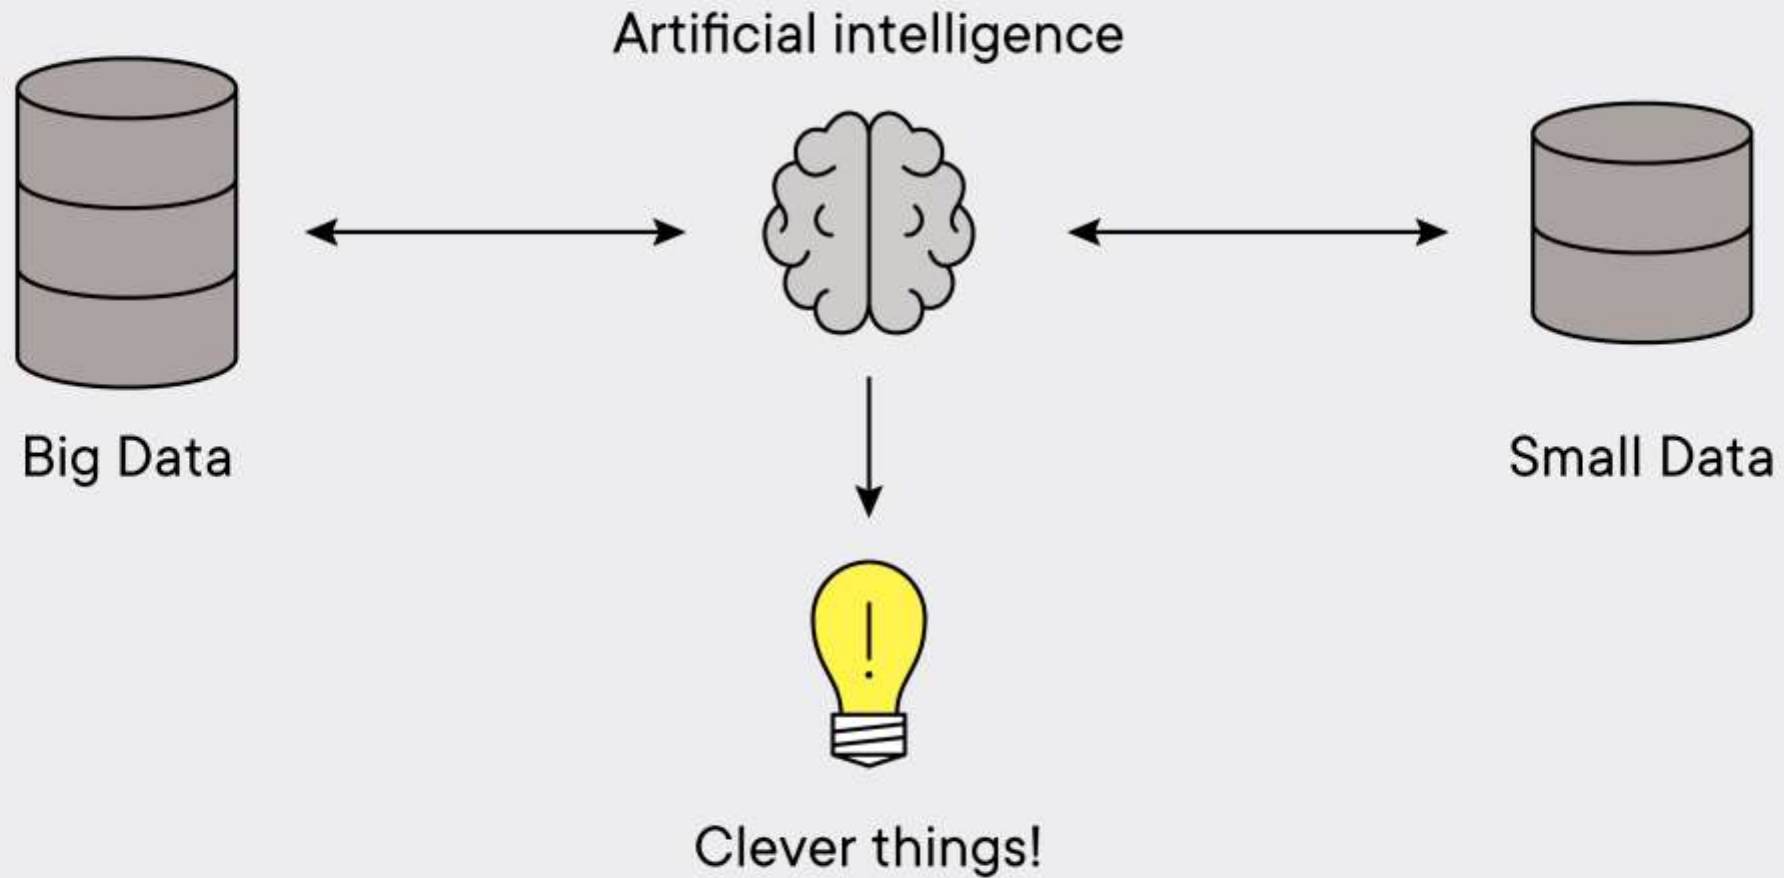 Artificial intelligence
Big Data
Small Data
!
Clever things!